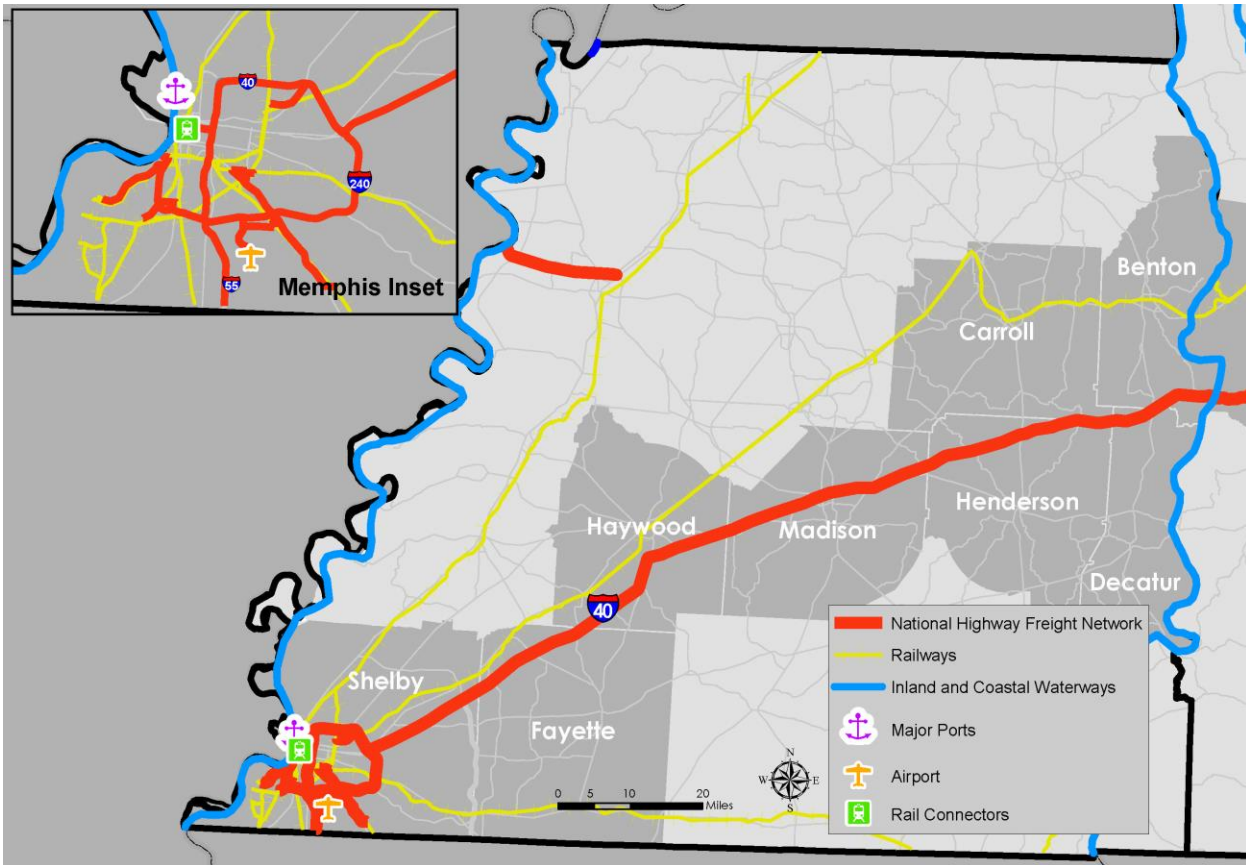 40
240
55
Memphis Inset
Benton
Carroll
Henderson
Haywood
Madison
Decatur
40
Shelby
Fayette
National Highway Freight Network
Railways
Inland and Coastal Waterways
Major Ports
Airport
Rail Connectors
N
W E
S
0 5 10 20
Miles